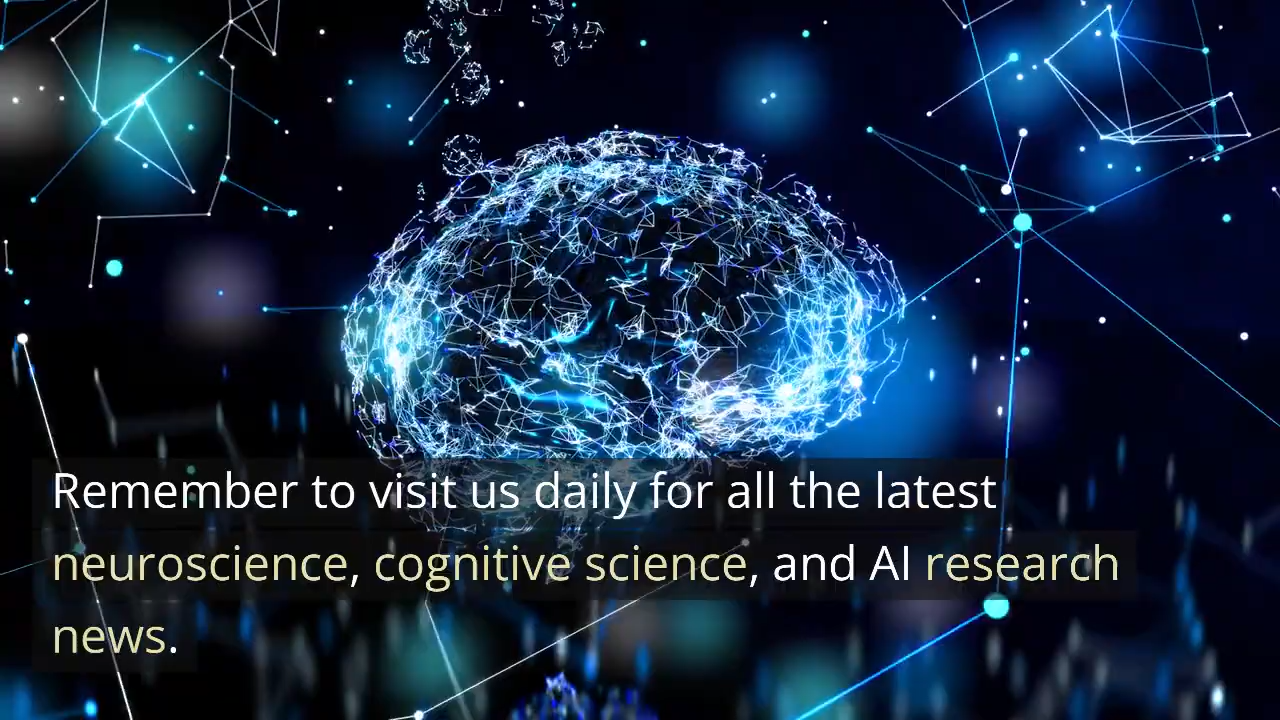 Remember to visit us daily for all the latest
neuroscience, cognitive science, and AI research
news.